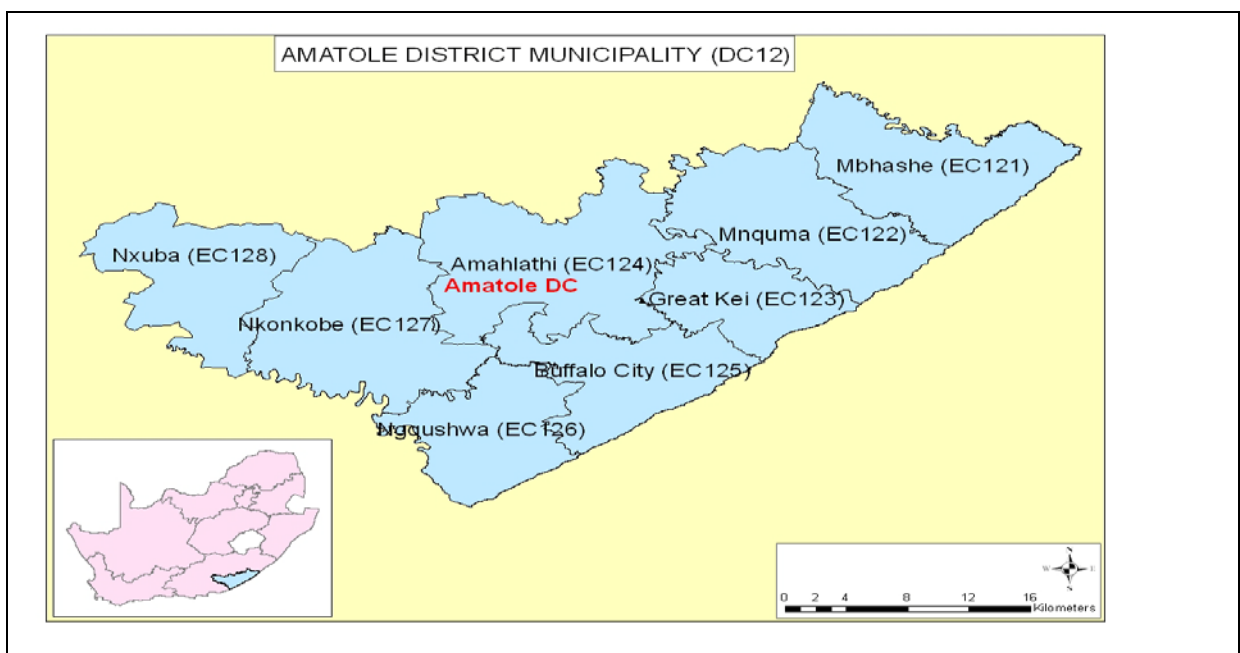 AMATOLE DISTRICT MUNICIPALITY (DC12)
Mbhashe (EC121)
Mnquma (EC122)
Nxuba (EC128)
Amahlathi (EC124)
Amatole DC
Great Kei (EC123)
Nkonkobe (EC127)
Buffalo City (EC125)
Ngqushwa (EC126)
N
W E
S
0 2 4 8 12 16
Kilometers